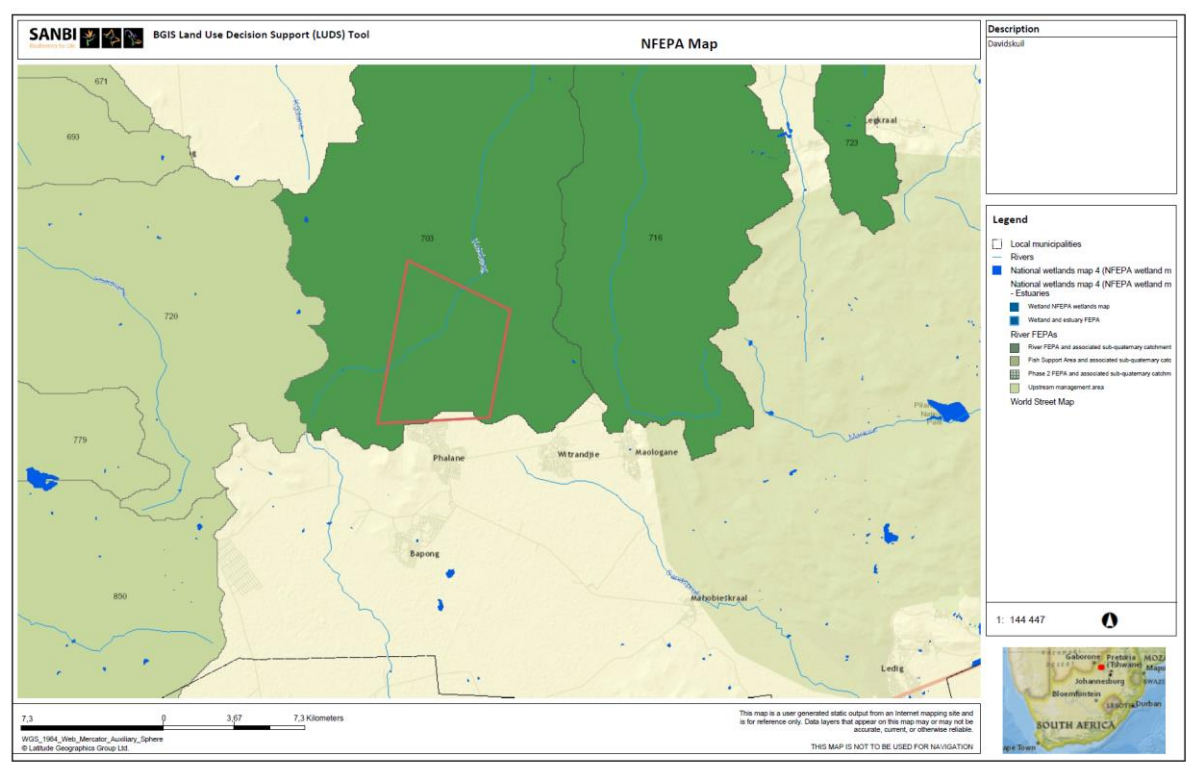 SANBI
Biodiversity for Life
BGIS Land Use Decision Support (LUDS) Tool
NFEPA Map
Description
Davidskuil
671
693
Legkraal
723
703
716
720
779
Phalane
Witrandjie
Maologane
Bapong
850
Mahobieskraal
Ledig
Legend
Local municipalities
Rivers
National wetlands map 4 (NFEPA wetland m
National wetlands map 4 (NFEPA wetland m
- Estuaries
Wetland NFEPA wetlands map
Wetland and estuary FEPA
River FEPAs
River FEPA and associated sub-quaternary catchment
Fish Support Area and associated sub-quaternary catc
Phase 2 FEPA and associated sub-quaternary catchm
Upstream management area
World Street Map
1: 144 447
Gaborone Pretoria MOZ
(Tshwane) Map
Johannesburg SWAZI
Bloemfontein
LESOTHO Durban
SOUTH AFRICA
ape Town
7,3 0 3,67 7,3 Kilometers
WGS_1984_Web_Mercator_Auxiliary_Sphere
© Latitude Geographics Group Ltd.
This map is a user generated static output from an Internet mapping site and
is for reference only. Data layers that appear on this map may or may not be
accurate, current, or otherwise reliable.
THIS MAP IS NOT TO BE USED FOR NAVIGATION